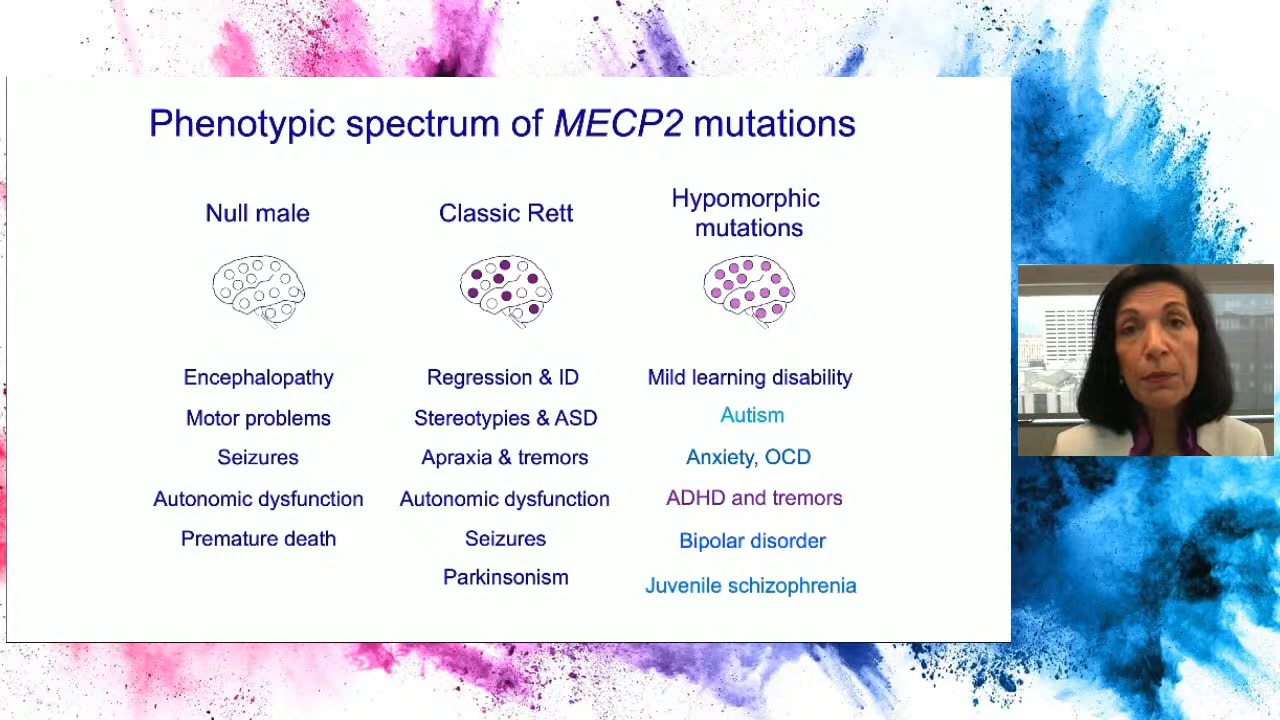 Phenotypic spectrum of MECP2 mutations
Null male
Encephalopathy
Motor problems
Seizures
Autonomic dysfunction
Premature death
Classic Rett
Regression & ID
Stereotypies & ASD
Apraxia & tremors
Autonomic dysfunction
Seizures
Parkinsonism
Hypomorphic
mutations
Mild learning disability
Autism
Anxiety, OCD
ADHD and tremors
Bipolar disorder
Juvenile schizophrenia